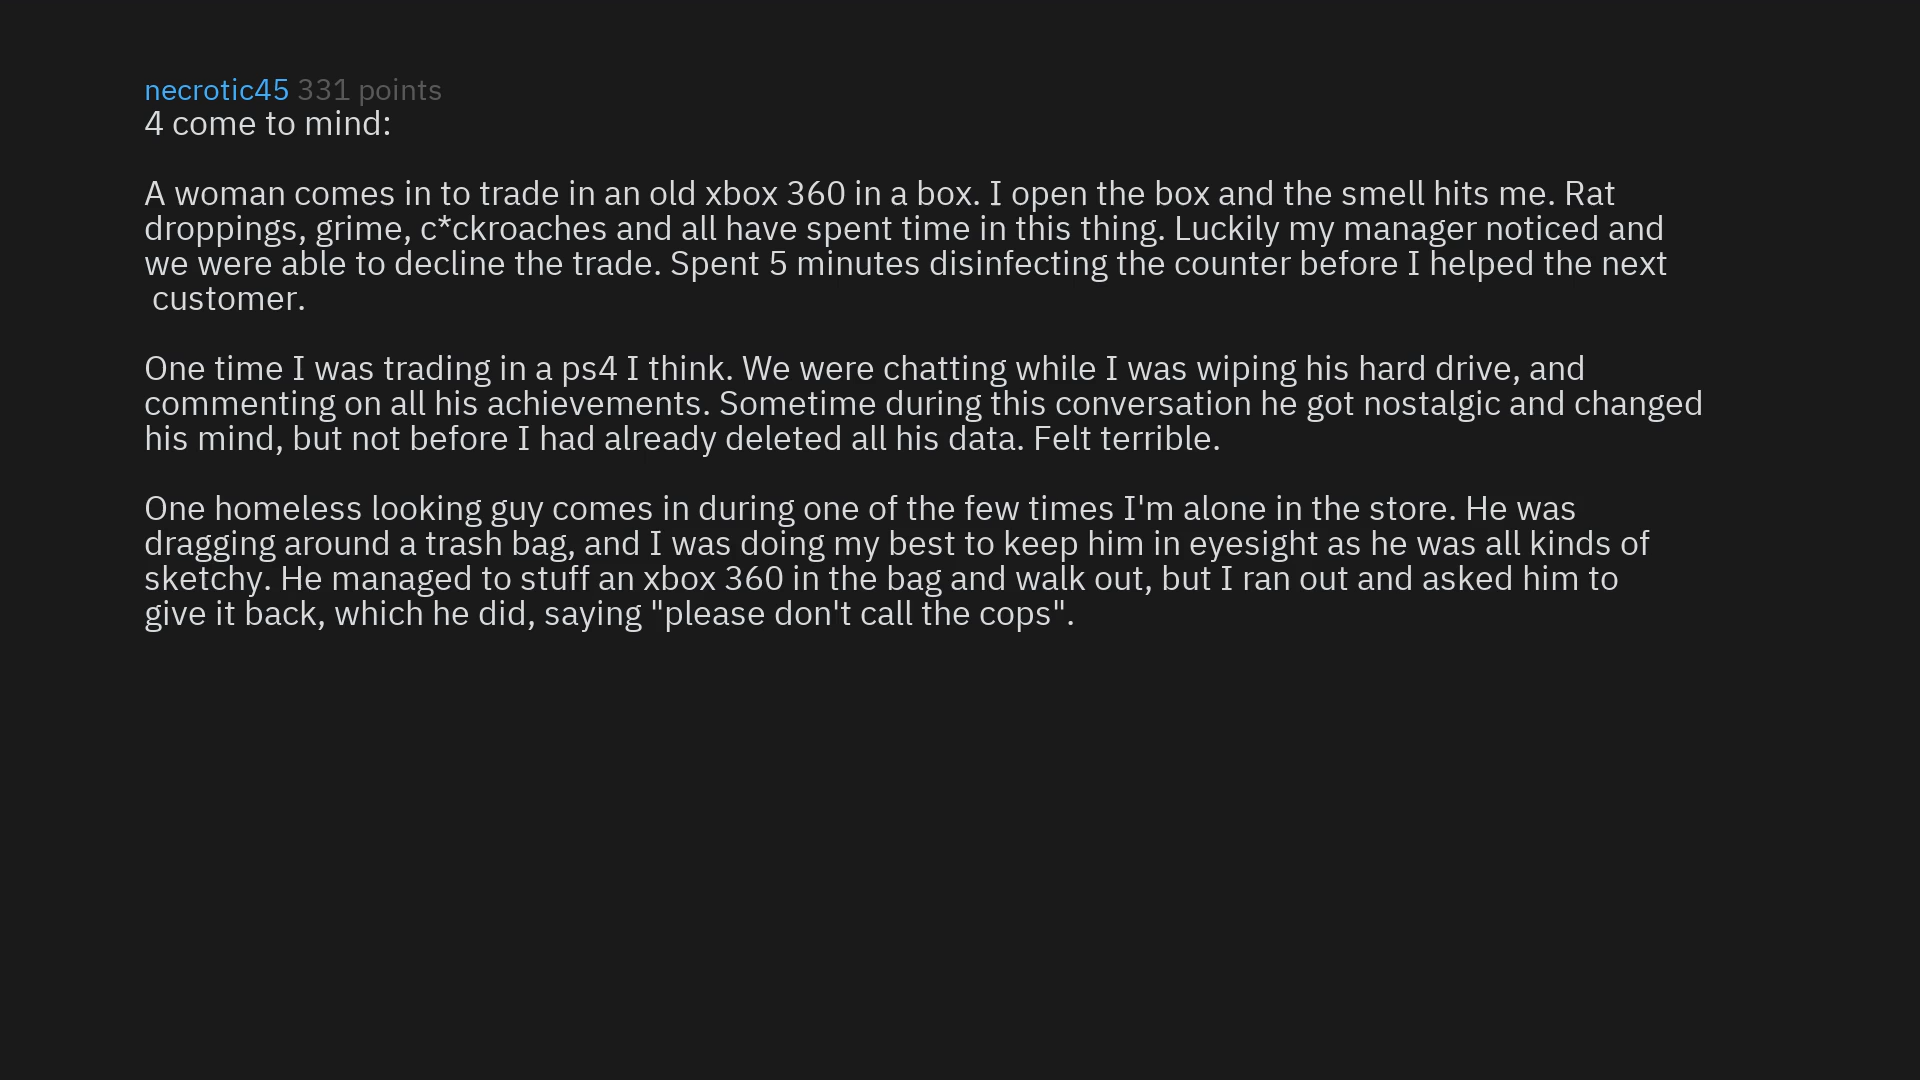 necrotic45 331 points
4 come to mind:
A woman comes in to trade in an old xbox 360 in a box. I open the box and the smell hits me. Rat
droppings, grime, c*ckroaches and all have spent time in this thing. Luckily my manager noticed and
we were able to decline the trade. Spent 5 minutes disinfecting the counter before I helped the next
customer.
One time I was trading in a ps4 I think. We were chatting while I was wiping his hard drive, and
commenting on all his achievements. Sometime during this conversation he got nostalgic and changed
his mind, but not before I had already deleted all his data. Felt terrible.
One homeless looking guy comes in during one of the few times I'm alone in the store. He was
dragging around a trash bag, and I was doing my best to keep him in eyesight as he was all kinds of
sketchy. He managed to stuff an xbox 360 in the bag and walk out, but I ran out and asked him to
give it back, which he did, saying "please don't call the cops".